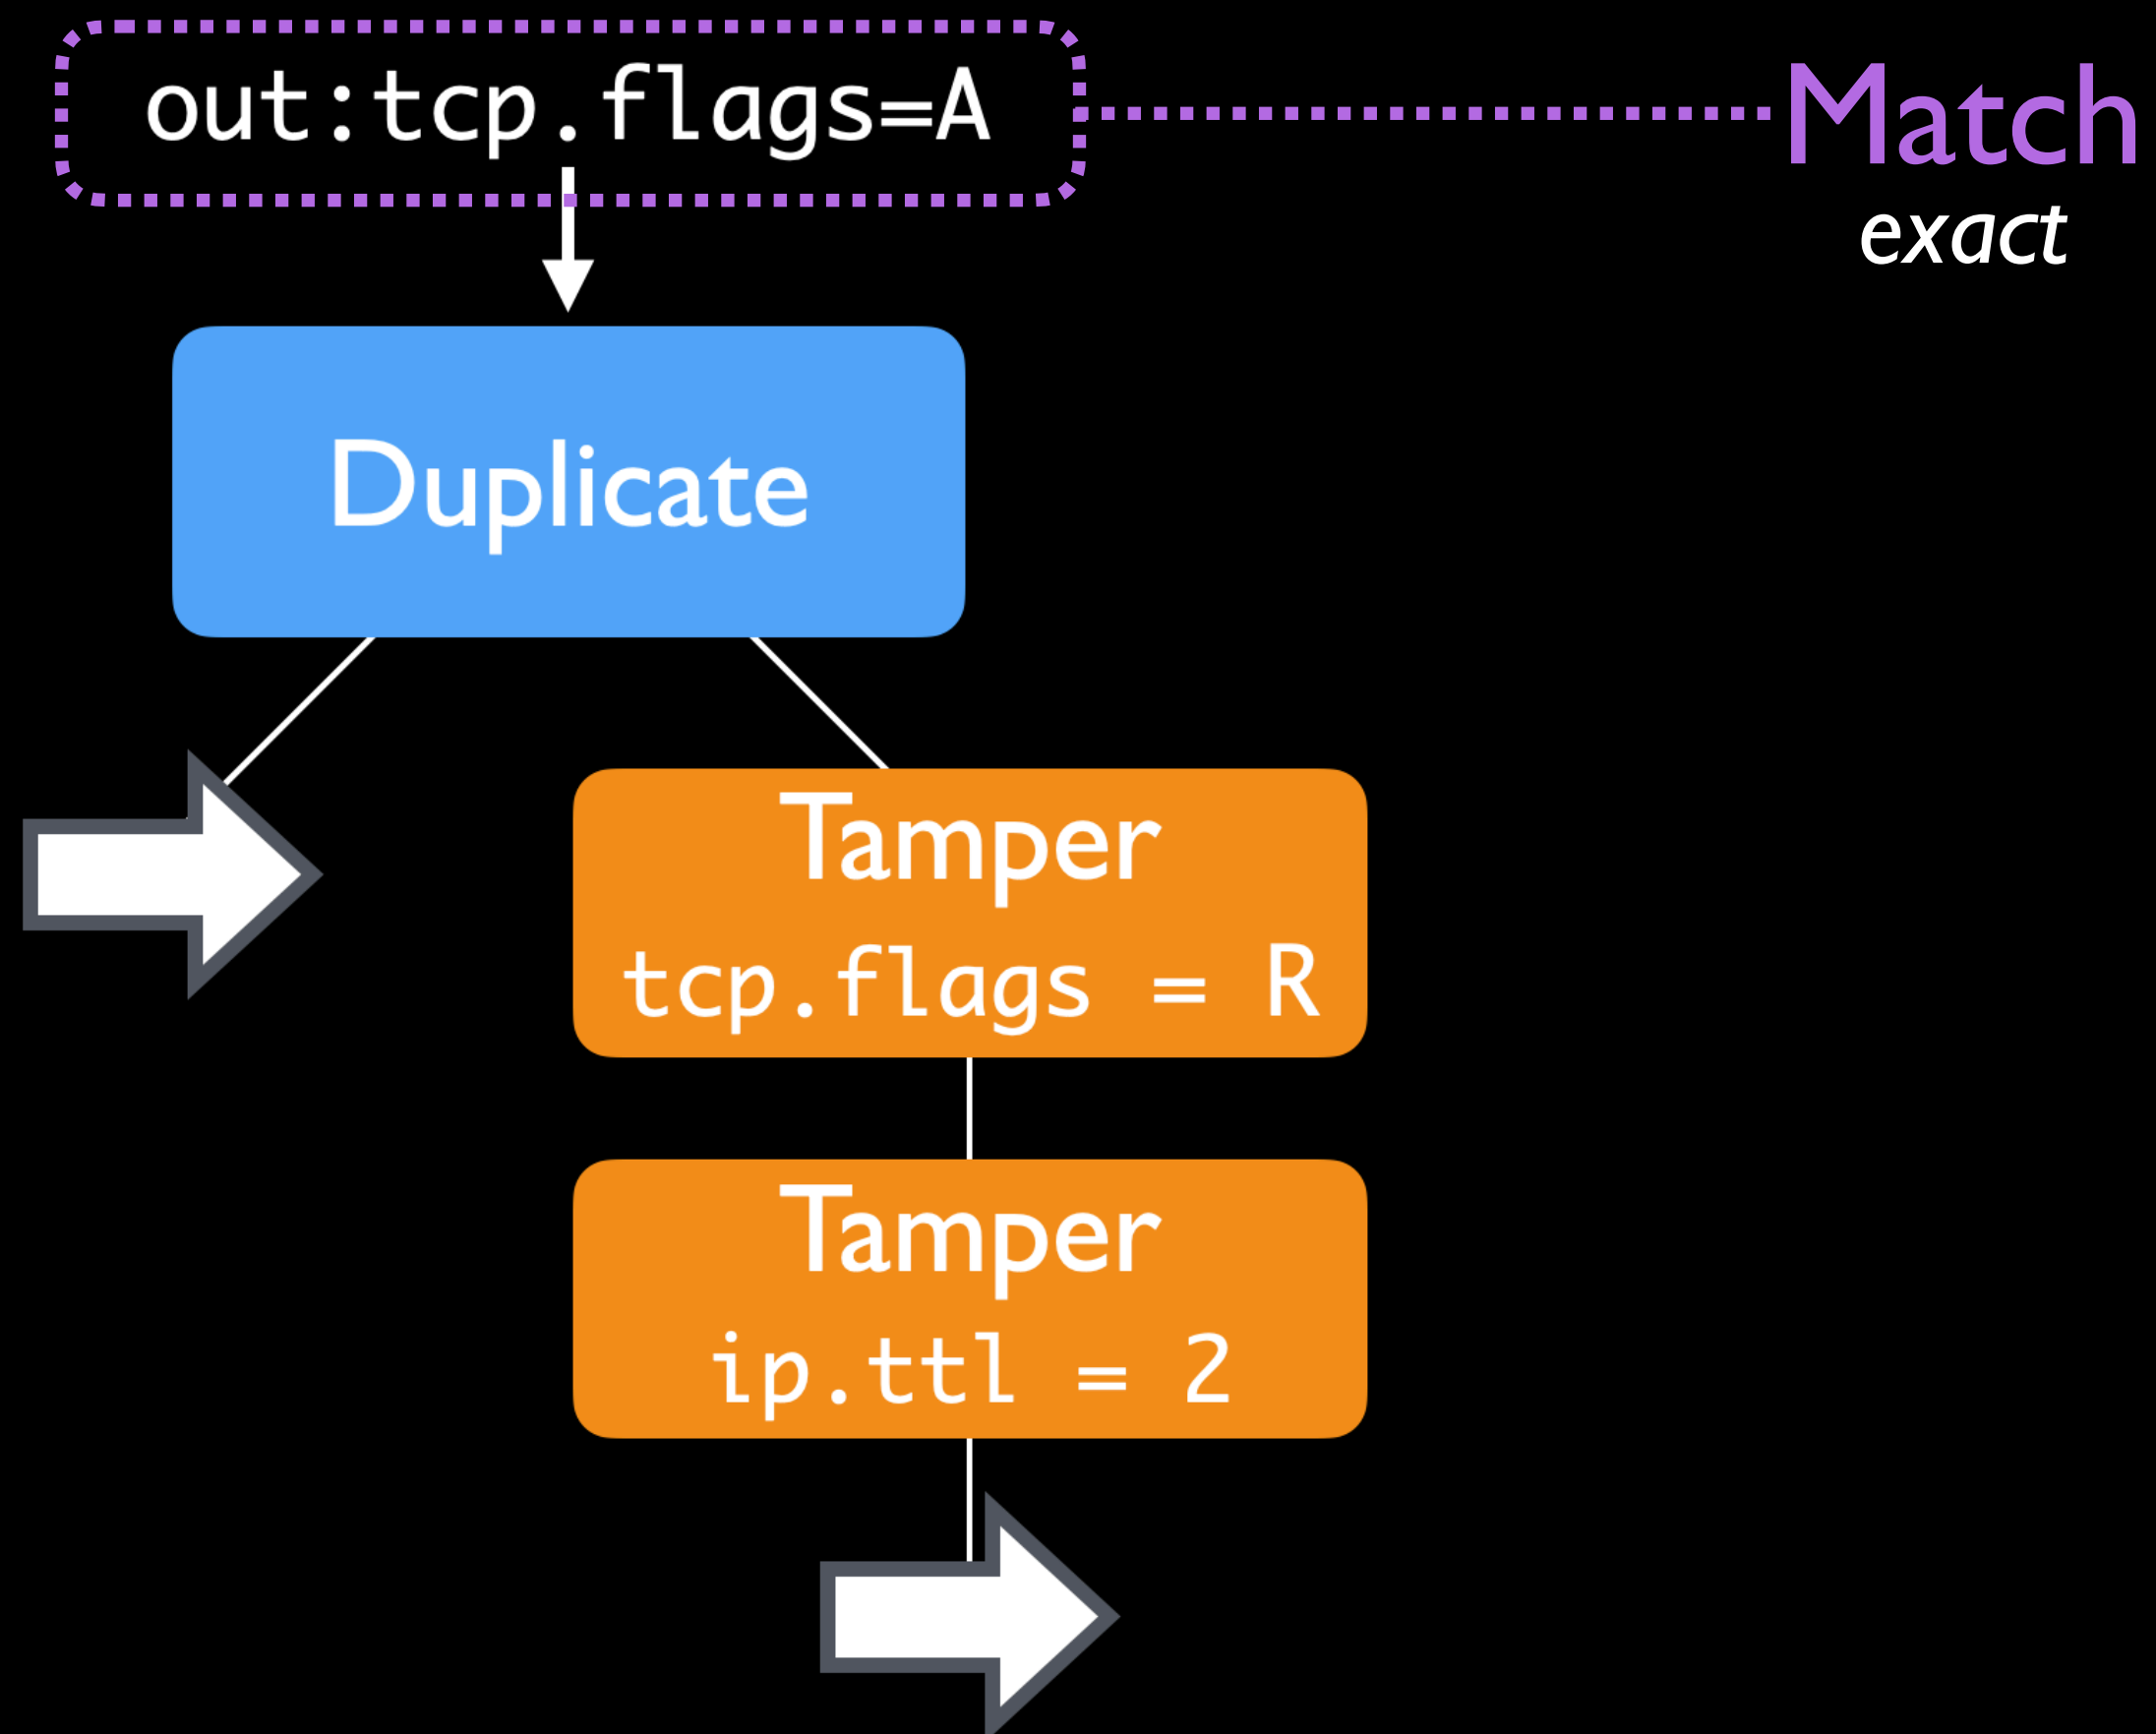 out:tcp.flags=A
Match
exact
Duplicate
Tamper
tcp.flags = R
Tamper
ip.ttl = 2